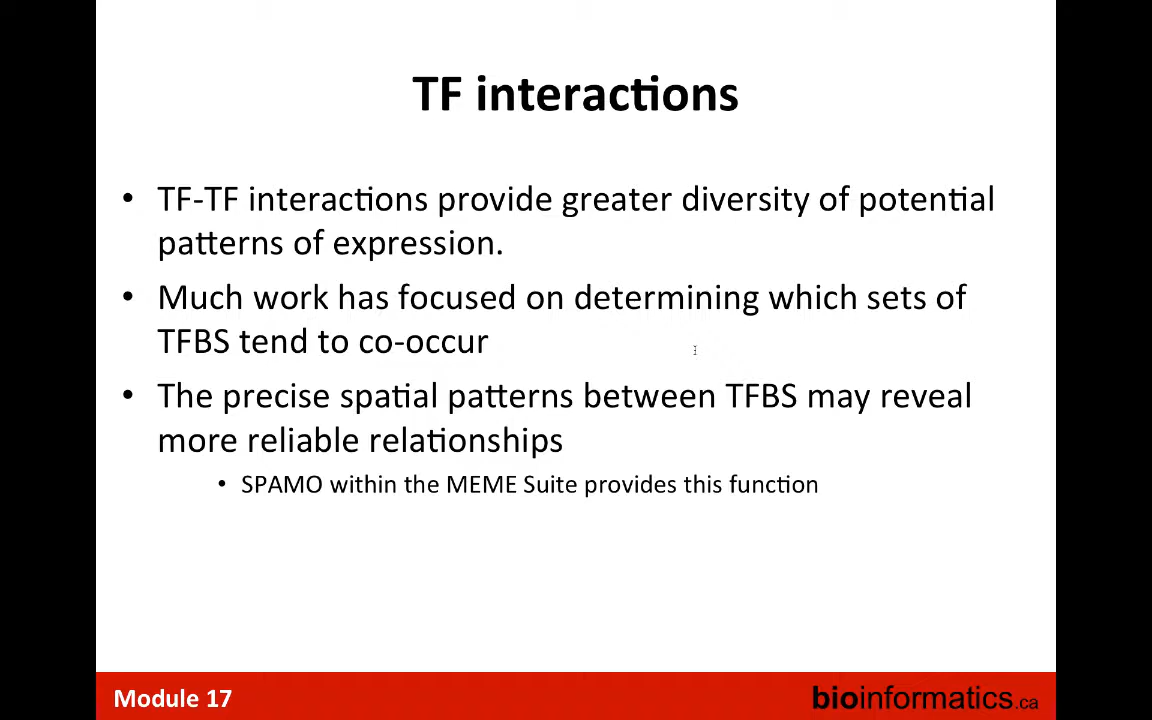 TF interactions
• TF-TF interactions provide greater diversity of potential
patterns of expression.
• Much work has focused on determining which sets of
TFBS tend to co-occur
• The precise spatial patterns between TFBS may reveal
more reliable relationships
• SPAMO within the MEME Suite provides this function
Module 17
bioinformatics.ca